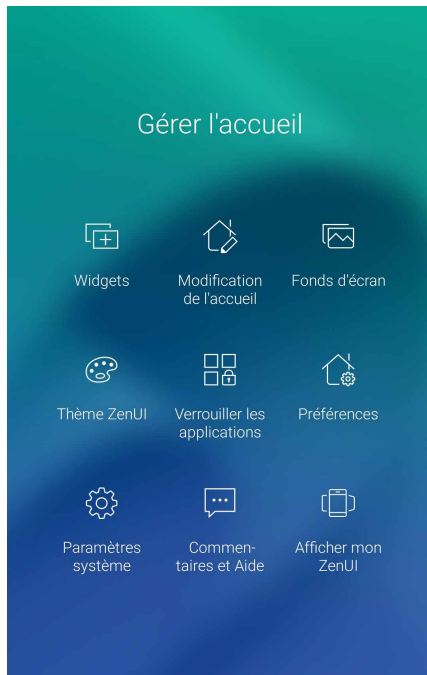 Gérer l'accueil
Widgets
Modification
de l'accueil
Fonds d'écran
Thème ZenUI
Verrouiller les
applications
Préférences
Paramètres
système
Commen-
taires et Aide
Afficher mon
ZenUI